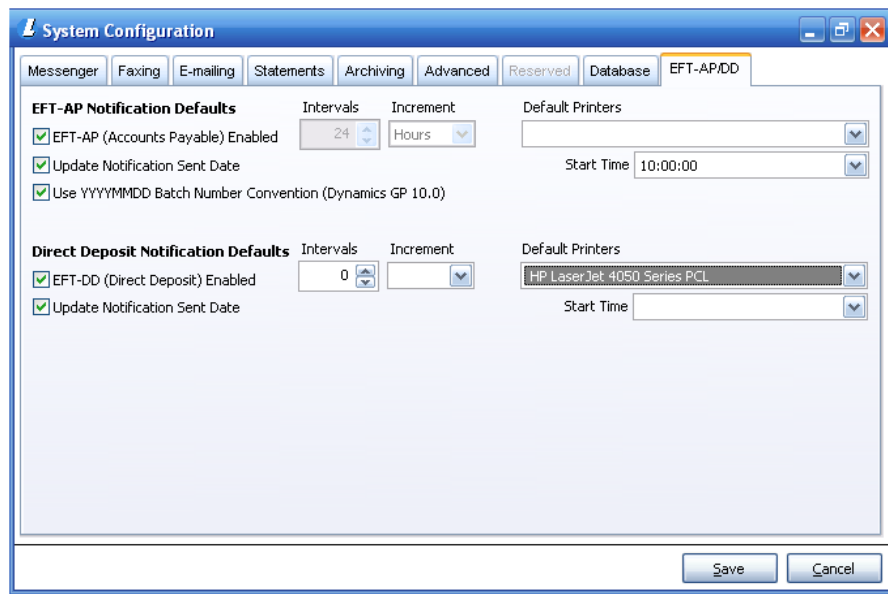 System Configuration
Messenger Faxing E-mailing Statements Archiving Advanced Reserved Database EFT-AP/DD
EFT-AP Notification Defaults Intervals Increment Default Printers
EFT-AP (Accounts Payable) Enabled 24 Hours
Update Notification Sent Date Start Time 10:00:00
Use YYYYMMDD Batch Number Convention (Dynamics GP 10.0)
Direct Deposit Notification Defaults Intervals Increment Default Printers
EFT-DD (Direct Deposit) Enabled 0 HP LaserJet 4050 Series PCL
Update Notification Sent Date Start Time
Save Cancel